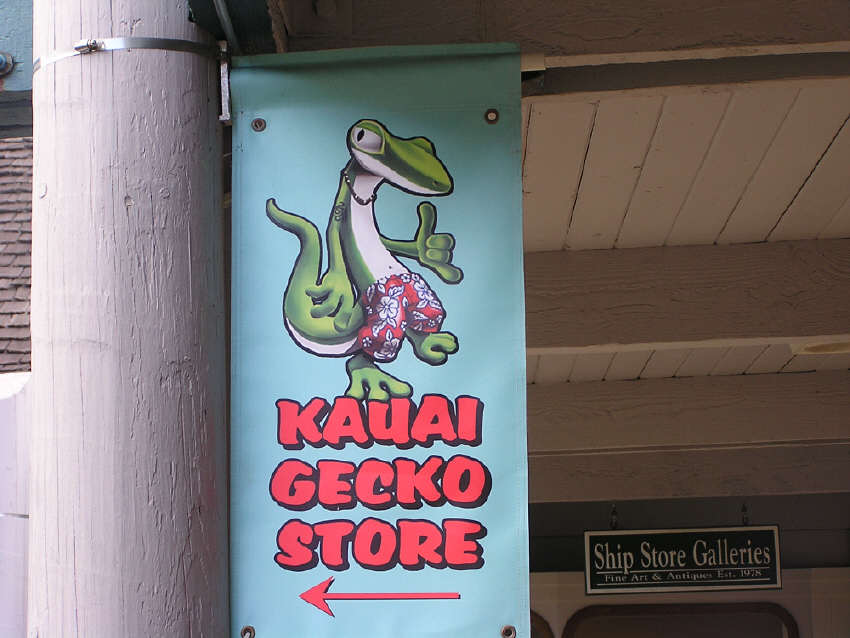 KAUAI
GECKO
STORE
Ship Store Galleries
Fine Art & Antiques Est. 1978